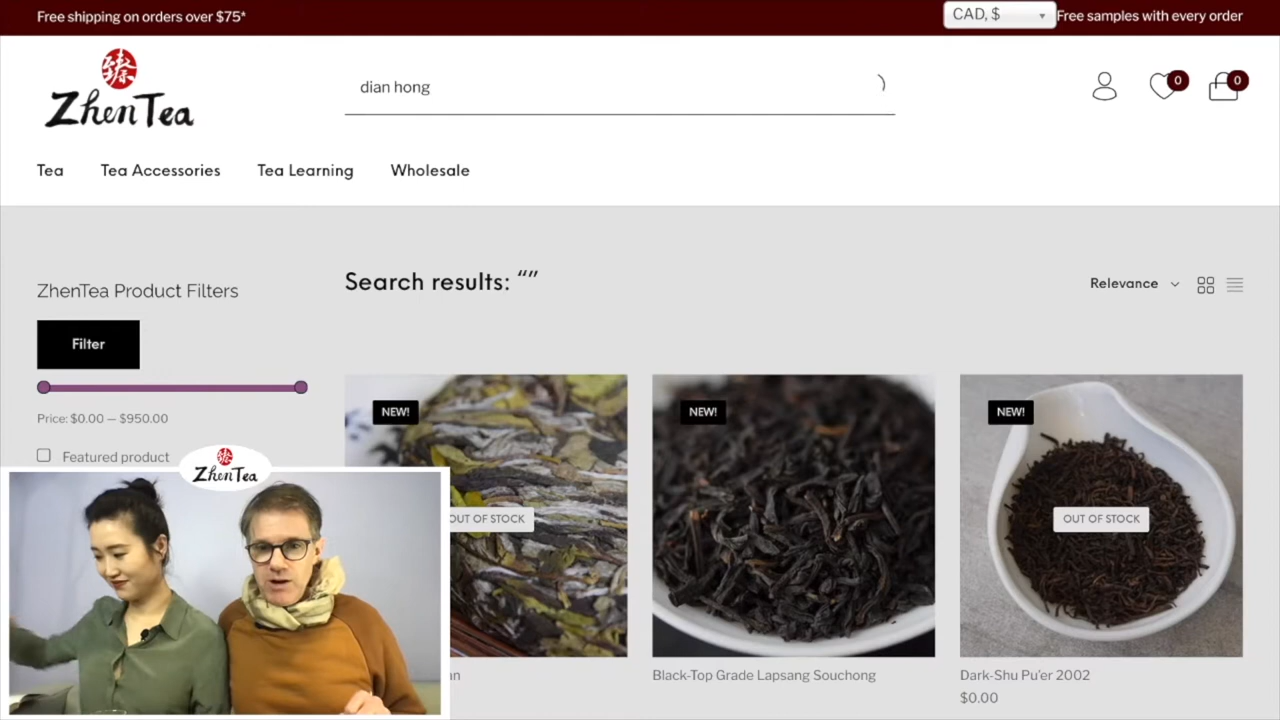 Free shipping on orders over $75*
CAD, $
Free samples with every order
臻
ZhenTea
dian hong
0
0
Tea
Tea Accessories
Tea Learning
Wholesale
Search results: “”
Relevance
ZhenTea Product Filters
Filter
Price: $0.00 — $950.00
Featured product
NEW!
NEW!
NEW!
OUT OF STOCK
OUT OF STOCK
臻
ZhenTea
Black-Top Grade Lapsang Souchong
Dark-Shu Pu’er 2002
$0.00